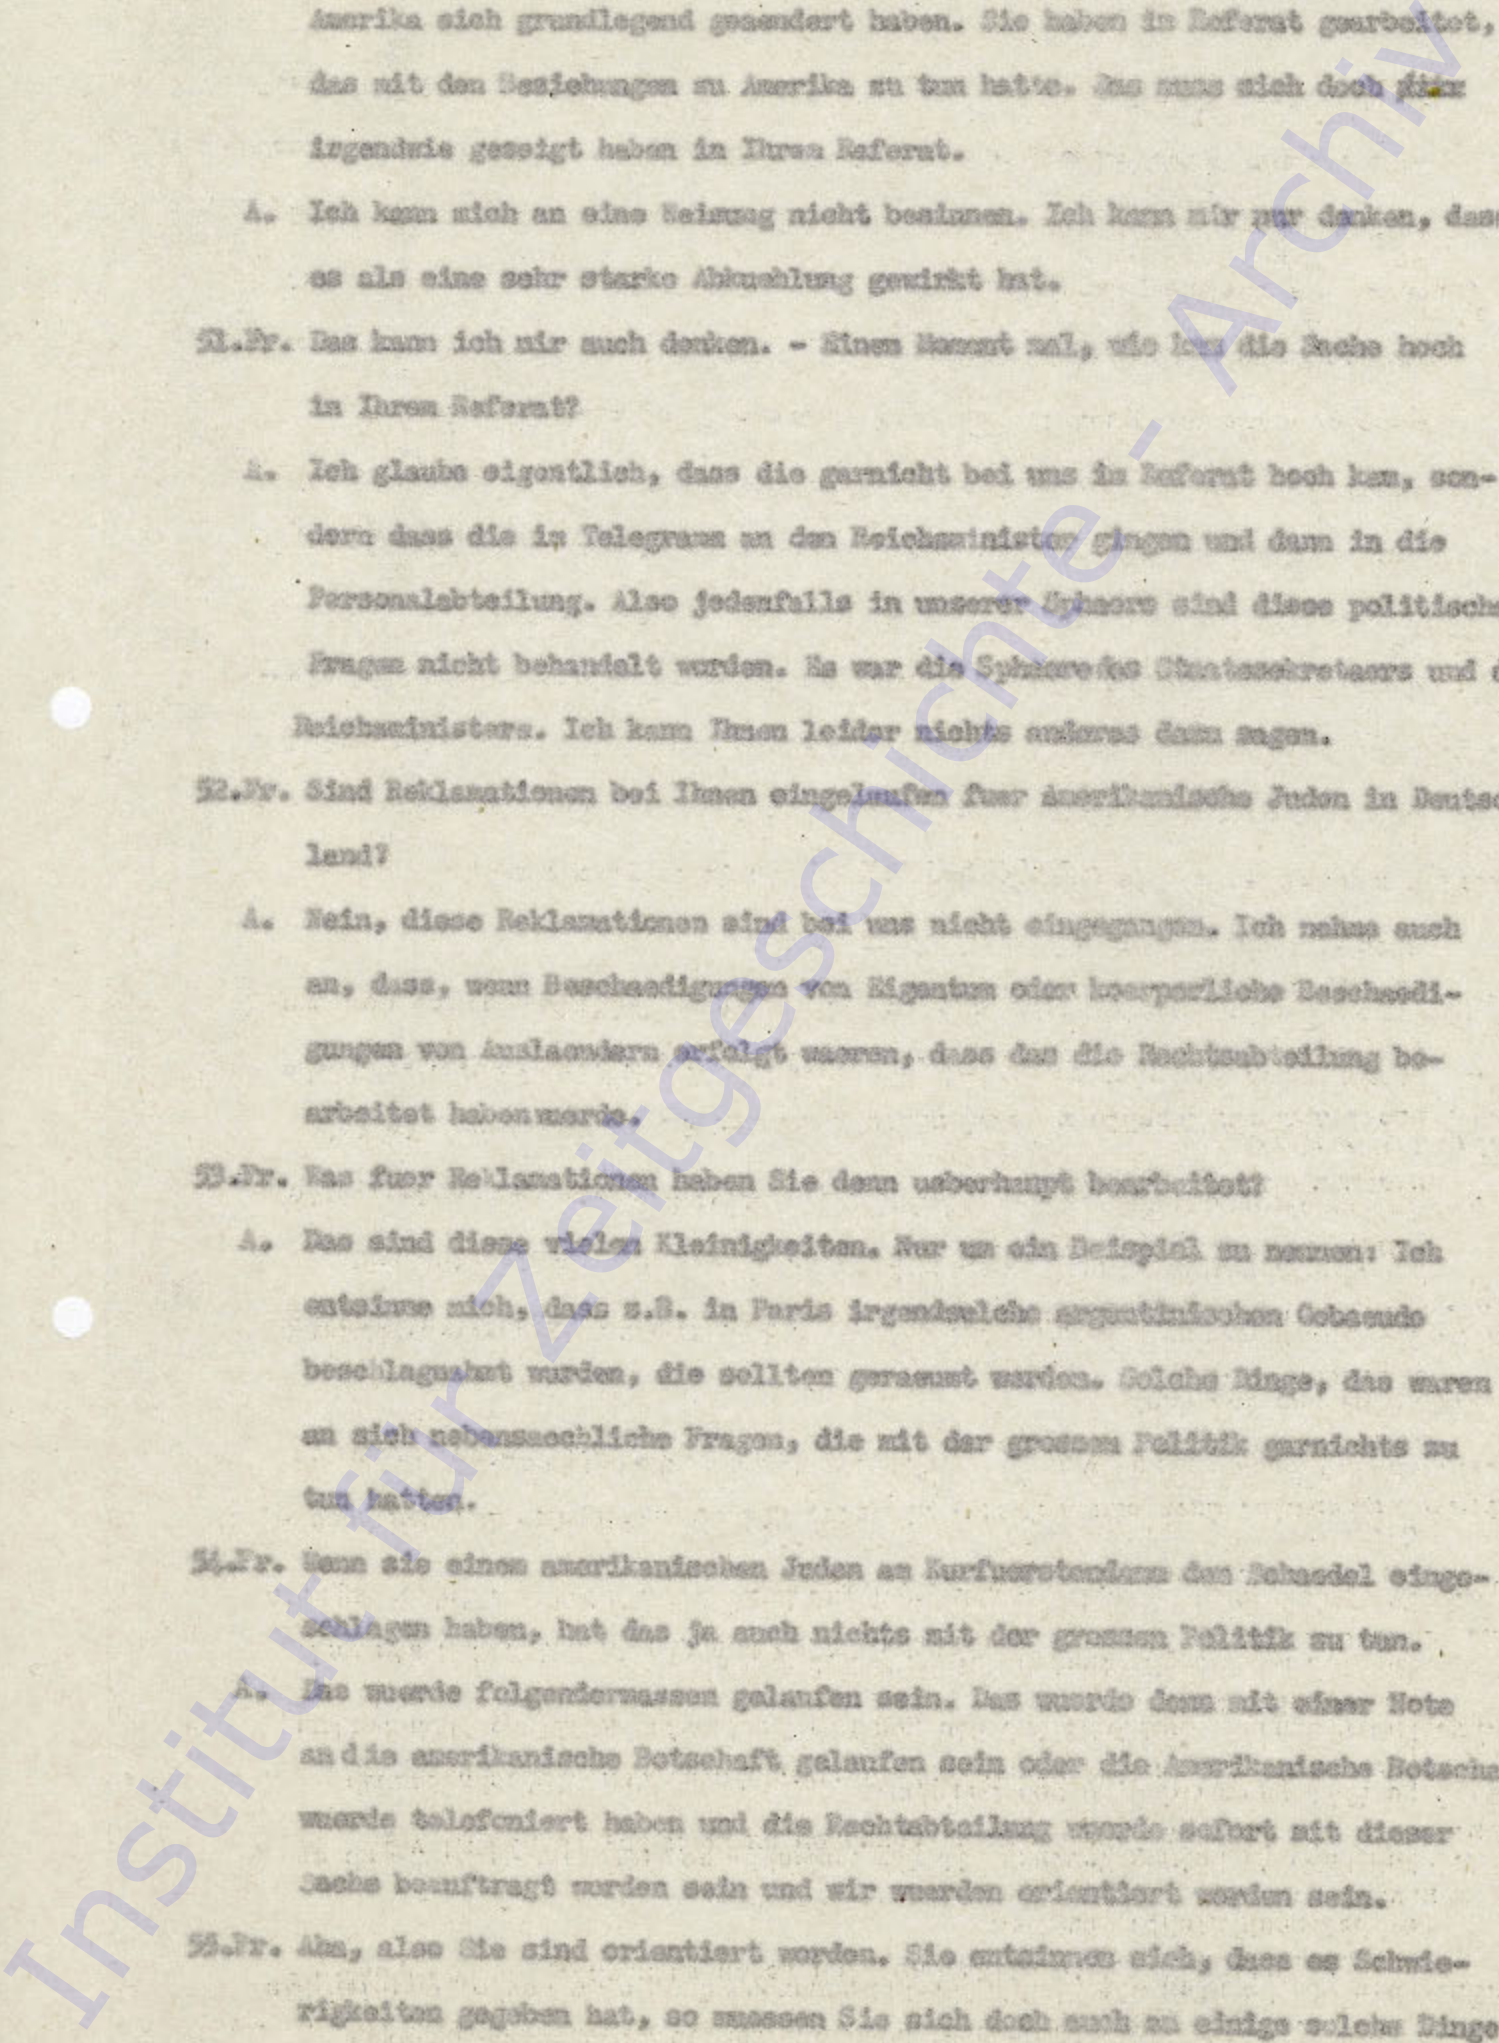 Amerika sich grundlegend geaendert haben. Sie haben im Referat gearbeitet,
das mit den Beziehungen zu Amerika zu tun hatte. Das muss sich doch
irgendwie gezeigt haben in Ihrem Referat.
A. Ich kann mich an eine Weisung nicht besinnen. Ich kann mir nur denken, dass
es als eine sehr starke Abkuehlung gewirkt hat.
51.Fr. Das kann ich mir auch denken. - Einen Moment mal, wie kam die Sache hoch
in Ihrem Referat?
A. Ich glaube eigentlich, dass die garnicht bei uns im Referat hoch kam, son-
dern dass die im Telegramm an den Reichsminister gingen und dann in die
Personalabteilung. Also jedenfalls in unserer Sphaere sind diese politische
Fragen nicht behandelt worden. Es war die Sphaere des Staatssekretaers und d
Reichsministers. Ich kann Ihnen leider nichts anderes dazu sagen.
52.Fr. Sind Reklamationen bei Ihnen eingelaufen fuer Amerikanische Juden in Deutsc
land?
A. Nein, diese Reklamationen sind bei uns nicht eingegangen. Ich nehme auch
an, dass, wenn Beschaedigungen von Eigentum oder koerperliche Beschaedi-
gungen von Auslaendern erfolgt waeren, dass das die Rechtsabteilung be-
arbeitet haben wuerde.
53.Fr. Was fuer Reklamationen haben Sie denn ueberhaupt bearbeitet?
A. Das sind diese vielen Kleinigkeiten. Nur um ein Beispiel zu nennen: Ich
entsinne mich, dass z.B. in Paris irgendwelche argentinischen Gebaeude
beschlagnahmt wurden, die sollten geraeumt werden. Solche Dinge, das waren
an sich nebensaechliche Fragen, die mit der grossen Politik garnichts zu
tun hatten.
54.Fr. Wenn sie einem amerikanischen Juden am Kurfuerstendamm den Schaedel einge-
schlagen haben, hat das ja auch nichts mit der grossen Politik zu tun.
A. Das wuerde folgendermassen gelaufen sein. Das wuerde denn mit einer Note
an die amerikanische Botschaft gelaufen sein oder die Amerikanische Botscha
wuerde telefoniert haben und die Rechtabteilung wuerde sofort mit dieser
Sache beauftragt worden sein und wir wuerden orientiert worden sein.
55.Fr. Aha, also Sie sind orientiert worden. Sie entsinnen sich, dass es Schwie-
rigkeiten gegeben hat, so muessen Sie sich doch auch an einige solche Dinge
Institut für Zeitgeschichte - Archiv